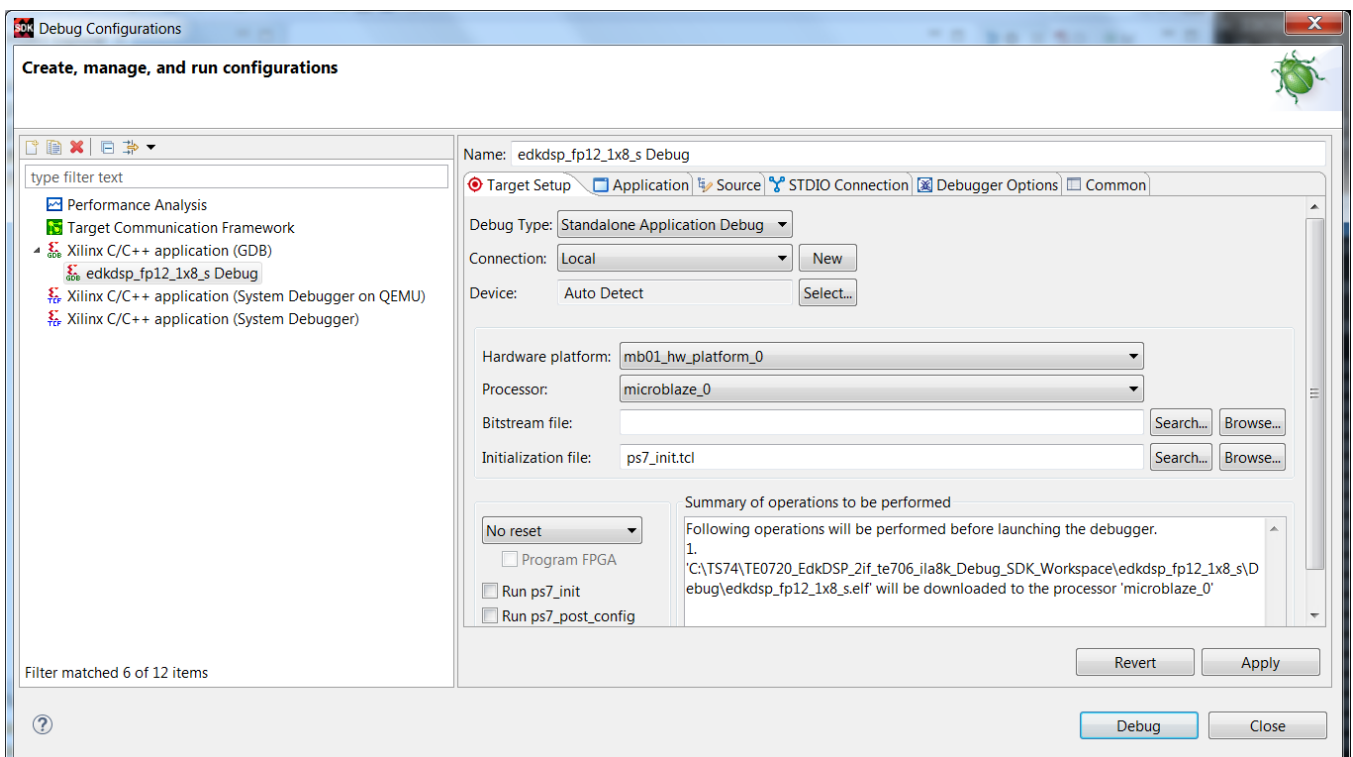 SDK Debug Configurations
X
Create, manage, and run configurations
type filter text
Performance Analysis
Target Communication Framework
GDB Xilinx C/C++ application (GDB)
GDB edkdsp_fp12_1x8_s Debug
TCF Xilinx C/C++ application (System Debugger on QEMU)
TCF Xilinx C/C++ application (System Debugger)
Filter matched 6 of 12 items
Name: edkdsp_fp12_1x8_s Debug
Target Setup Application Source STDIO Connection Debugger Options Common
Debug Type: Standalone Application Debug
Connection: Local New
Device: Auto Detect Select...
Hardware platform: mb01_hw_platform_0
Processor: microblaze_0
Bitstream file: Search... Browse...
Initialization file: ps7_init.tcl Search... Browse...
No reset
Program FPGA
Run ps7_init
Run ps7_post_config
Summary of operations to be performed
Following operations will be performed before launching the debugger.
1.
'C:\TS74\TE0720_EdkDSP_2if_te706_ila8k_Debug_SDK_Workspace\edkdsp_fp12_1x8_s\D
ebug\edkdsp_fp12_1x8_s.elf' will be downloaded to the processor 'microblaze_0'
Revert Apply
? Debug Close